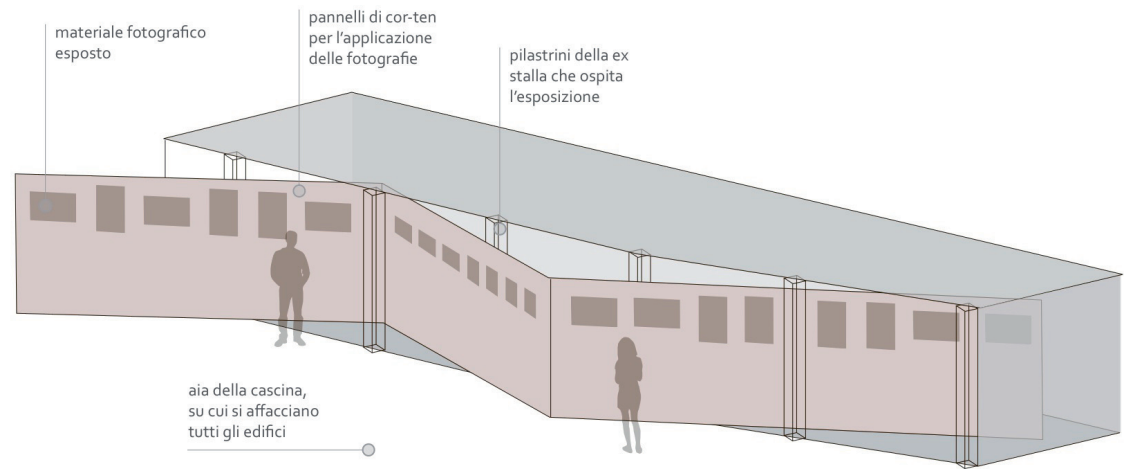 materiale fotografico
esposto
pannelli di cor-ten
per l'applicazione
delle fotografie
pilastrini della ex
stalla che ospita
l'esposizione
aia della cascina,
su cui si affacciano
tutti gli edifici